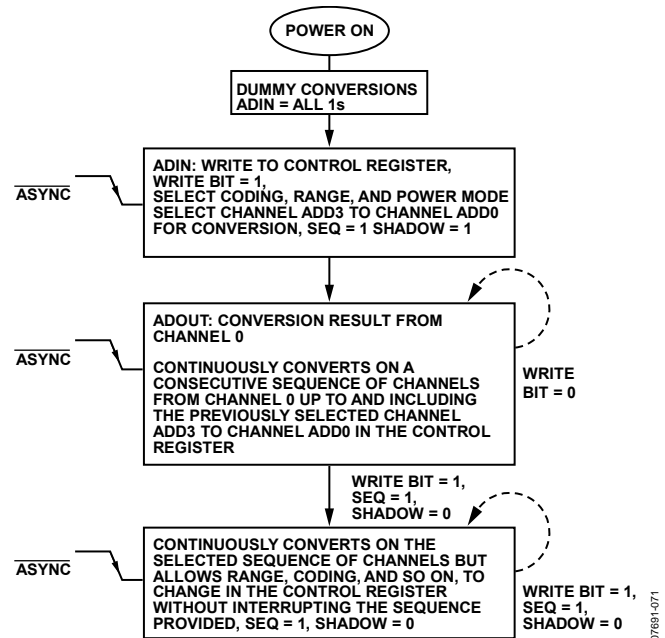 POWER ON
DUMMY CONVERSIONS
ADIN = ALL 1s
ASYNC
ADIN: WRITE TO CONTROL REGISTER,
WRITE BIT = 1,
SELECT CODING, RANGE, AND POWER MODE
SELECT CHANNEL ADD3 TO CHANNEL ADD0
FOR CONVERSION, SEQ = 1 SHADOW = 1
ASYNC
ADOUT: CONVERSION RESULT FROM
CHANNEL 0
CONTINUOUSLY CONVERTS ON A
CONSECUTIVE SEQUENCE OF CHANNELS
FROM CHANNEL 0 UP TO AND INCLUDING
THE PREVIOUSLY SELECTED CHANNEL
ADD3 TO CHANNEL ADD0 IN THE CONTROL
REGISTER
WRITE
BIT = 0
WRITE BIT = 1,
SEQ = 1,
SHADOW = 0
ASYNC
CONTINUOUSLY CONVERTS ON THE
SELECTED SEQUENCE OF CHANNELS BUT
ALLOWS RANGE, CODING, AND SO ON, TO
CHANGE IN THE CONTROL REGISTER
WITHOUT INTERRUPTING THE SEQUENCE
PROVIDED, SEQ = 1, SHADOW = 0
WRITE BIT = 1,
SEQ = 1,
SHADOW = 0
07691-071